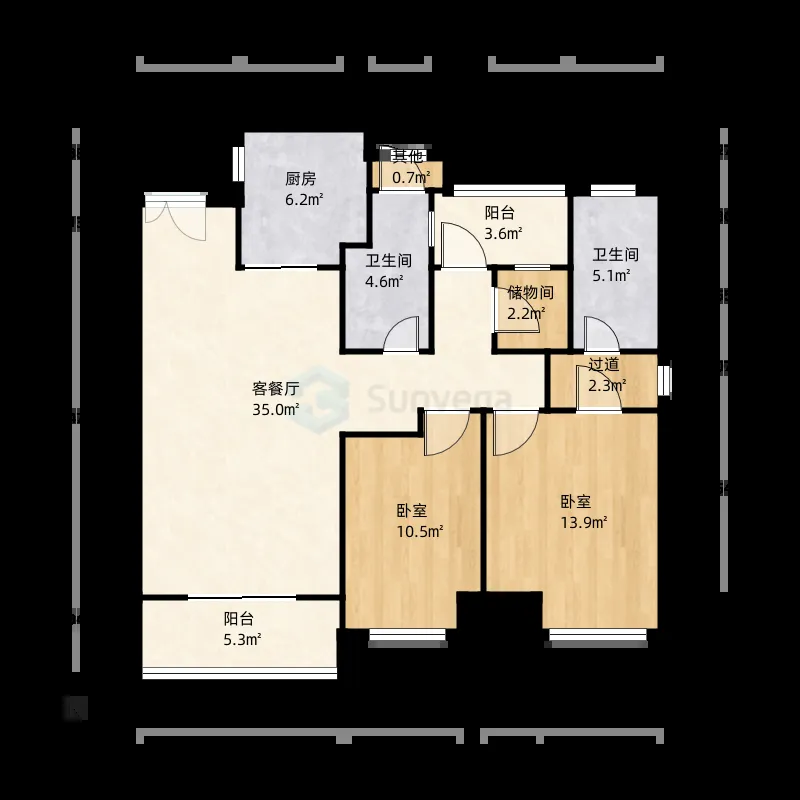 厨房
6.2㎡
其他
0.7㎡
阳台
3.6㎡
卫生间
4.6㎡
卫生间
5.1㎡
储物间
2.2㎡
过道
2.3㎡
客餐厅
35.0㎡
Sunvega
卧室
10.5㎡
卧室
13.9㎡
阳台
5.3㎡